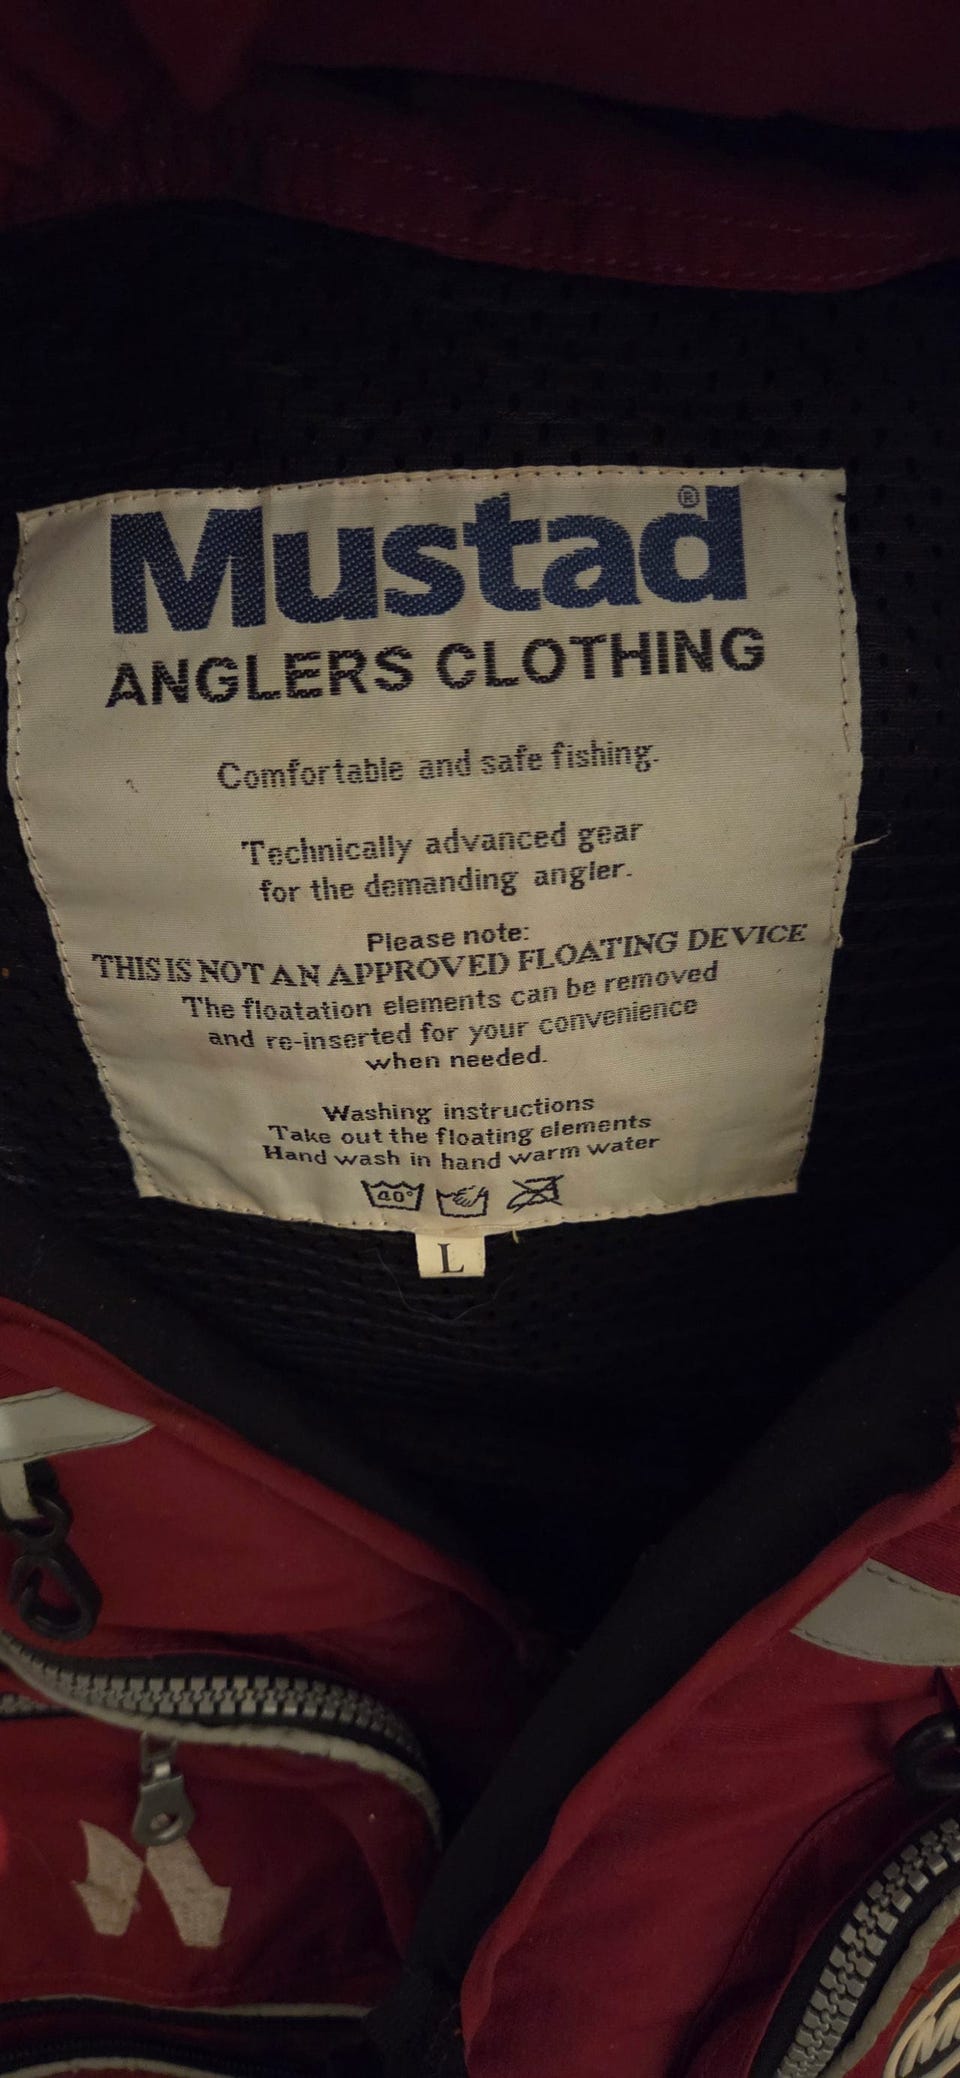 Mustad®
ANGLERS CLOTHING
Comfortable and safe fishing.
Technically advanced gear
for the demanding angler.
Please note:
THIS IS NOT AN APPROVED FLOATING DEVICE
The floatation elements can be removed
and re-inserted for your convenience
when needed.
Washing instructions
Take out the floating elements
Hand wash in hand warm water
40°
L